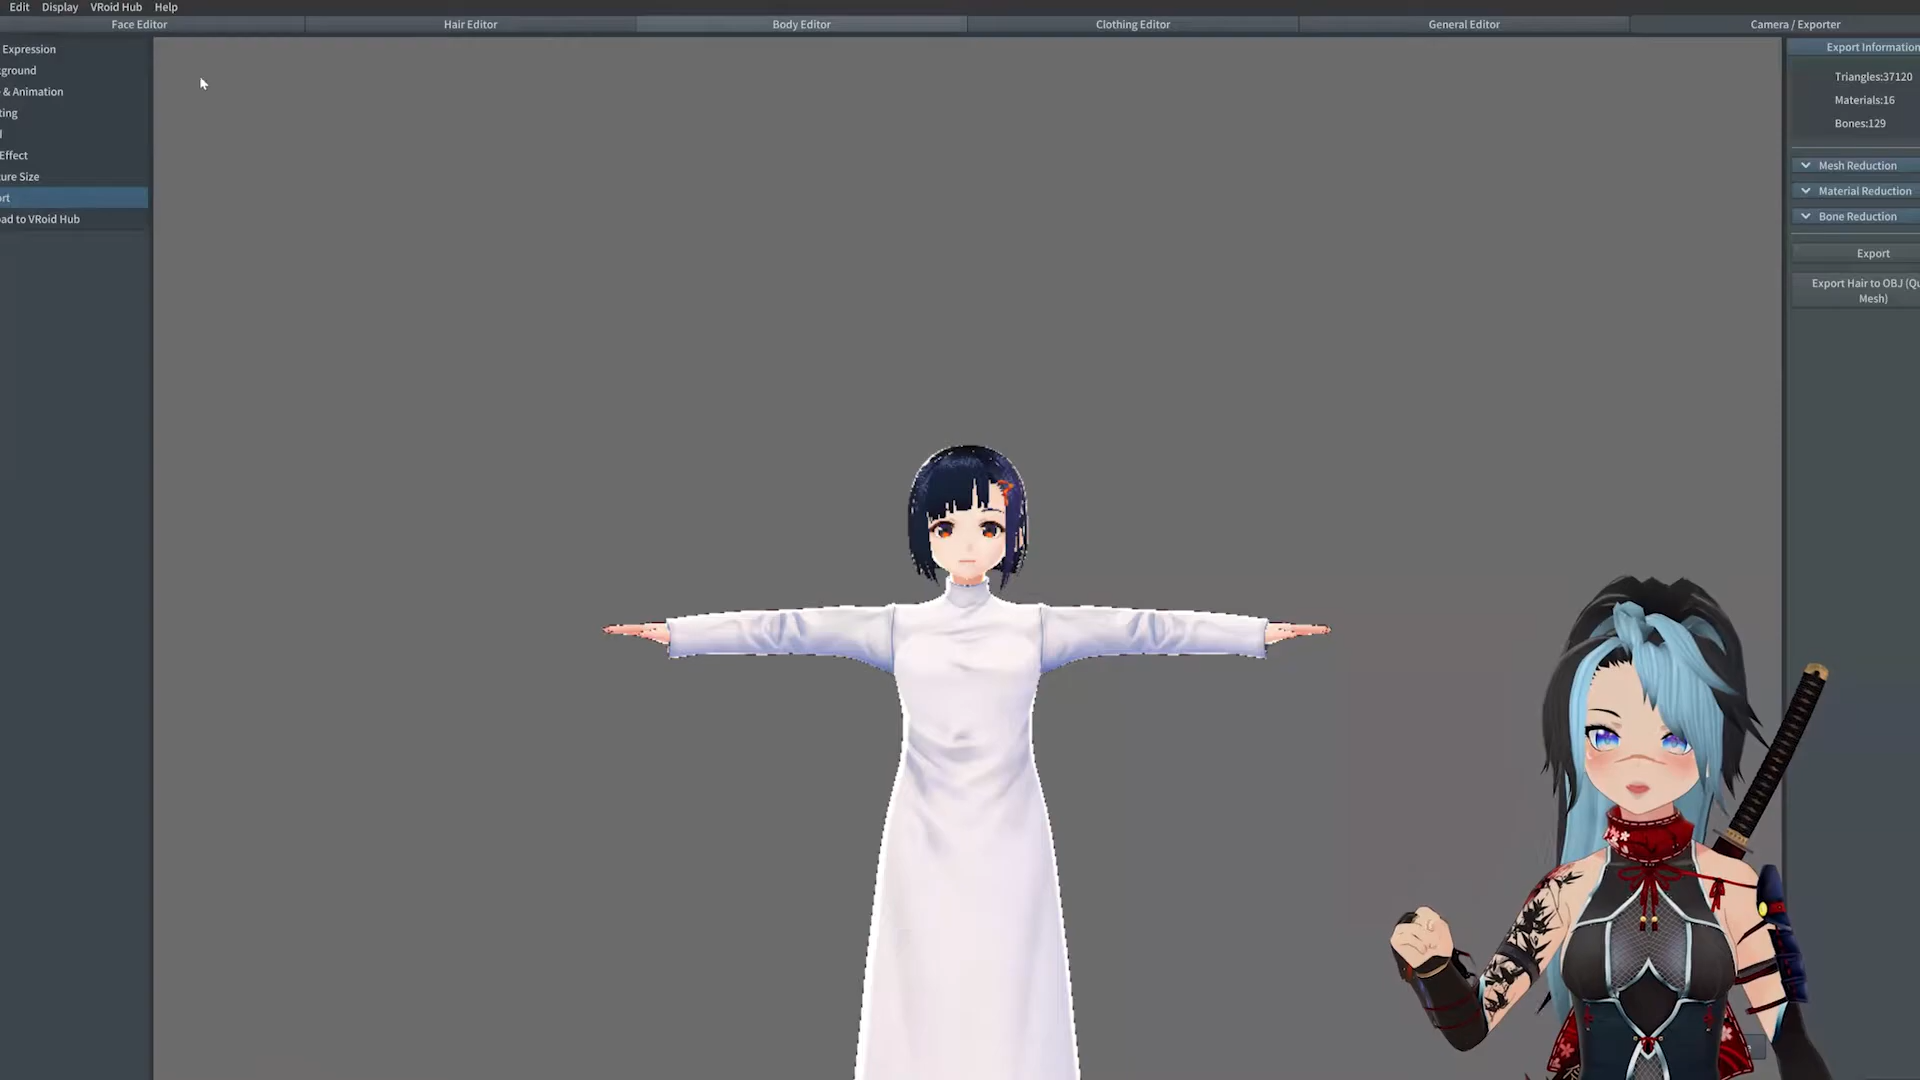 Edit Display VRoid Hub Help
Face Editor Hair Editor Body Editor Clothing Editor General Editor Camera / Exporter
Expression
ground
& Animation
ting
Effect
ure Size
ort
oad to VRoid Hub
Export Information
Triangles:37120
Materials:16
Bones:129
Mesh Reduction
Material Reduction
Bone Reduction
Export
Export Hair to OBJ (Qu
Mesh)